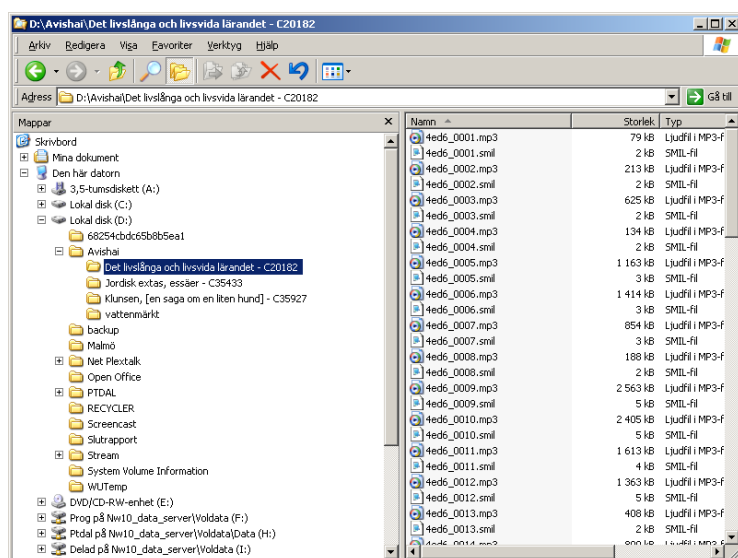 D:\Avishai\Det livslånga och livsvida lärandet - C20182
Arkiv Redigera Visa Favoriter Verktyg Hjälp
Adress D:\Avishai\Det livslånga och livsvida lärandet - C20182 Gå till
Mappar
Skrivbord
Mina dokument
Den här datorn
3,5-tumsdiskett (A:)
Lokal disk (C:)
Lokal disk (D:)
68254cbdc65b8b5ea1
Avishai
Det livslånga och livsvida lärandet - C20182
Jordisk extas, essäer - C35433
Klunsen, [en saga om en liten hund] - C35927
vattenmärkt
backup
Malmö
Net Plextalk
Open Office
PTDAL
RECYCLER
Screencast
Slutrapport
Stream
System Volume Information
WUTemp
DVD/CD-RW-enhet (E:)
Prog på Nw10_data_server\Voldata (F:)
Ptdal på Nw10_data_server\Voldata\Data (H:)
Delad på Nw10_data_server\Voldata (I:)
Namn Storlek Typ
4ed6_0001.mp3 79 kB Ljudfil i MP3-f
4ed6_0001.smil 2 kB SMIL-fil
4ed6_0002.mp3 213 kB Ljudfil i MP3-f
4ed6_0002.smil 2 kB SMIL-fil
4ed6_0003.mp3 625 kB Ljudfil i MP3-f
4ed6_0003.smil 2 kB SMIL-fil
4ed6_0004.mp3 134 kB Ljudfil i MP3-f
4ed6_0004.smil 2 kB SMIL-fil
4ed6_0005.mp3 1 163 kB Ljudfil i MP3-f
4ed6_0005.smil 3 kB SMIL-fil
4ed6_0006.mp3 1 414 kB Ljudfil i MP3-f
4ed6_0006.smil 3 kB SMIL-fil
4ed6_0007.mp3 854 kB Ljudfil i MP3-f
4ed6_0007.smil 3 kB SMIL-fil
4ed6_0008.mp3 188 kB Ljudfil i MP3-f
4ed6_0008.smil 2 kB SMIL-fil
4ed6_0009.mp3 2 563 kB Ljudfil i MP3-f
4ed6_0009.smil 5 kB SMIL-fil
4ed6_0010.mp3 2 405 kB Ljudfil i MP3-f
4ed6_0010.smil 5 kB SMIL-fil
4ed6_0011.mp3 1 613 kB Ljudfil i MP3-f
4ed6_0011.smil 4 kB SMIL-fil
4ed6_0012.mp3 1 363 kB Ljudfil i MP3-f
4ed6_0012.smil 5 kB SMIL-fil
4ed6_0013.mp3 408 kB Ljudfil i MP3-f
4ed6_0013.smil 2 kB SMIL-fil
4ed6_0014.mp3 800 kB Ljudfil i MP3-f